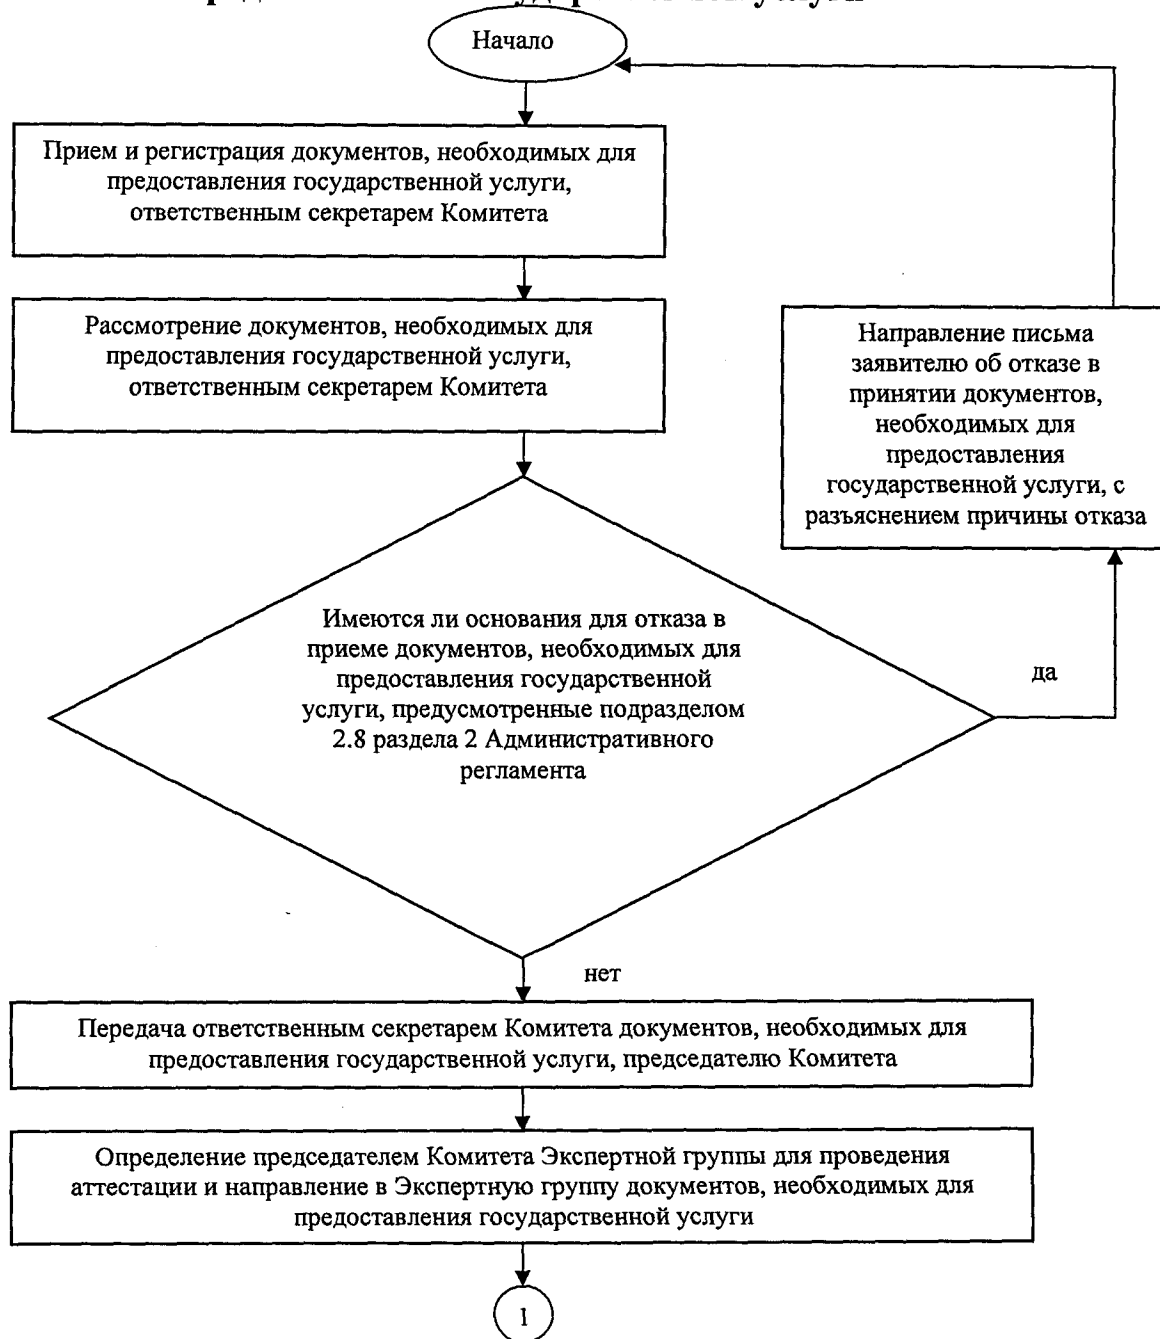 Начало
Прием и регистрация документов, необходимых для
предоставления государственной услуги,
ответственным секретарем Комитета
Рассмотрение документов, необходимых для
предоставления государственной услуги,
ответственным секретарем Комитета
Направление письма
заявителю об отказе в
принятии документов,
необходимых для
предоставления
государственной услуги, с
разъяснением причины отказа
Имеются ли основания для отказа в
приеме документов, необходимых для
предоставления государственной
услуги, предусмотренные подразделом
2.8 раздела 2 Административного
регламента
да
нет
Передача ответственным секретарем Комитета документов, необходимых для
предоставления государственной услуги, председателю Комитета
Определение председателем Комитета Экспертной группы для проведения
аттестации и направление в Экспертную группу документов, необходимых для
предоставления государственной услуги
1